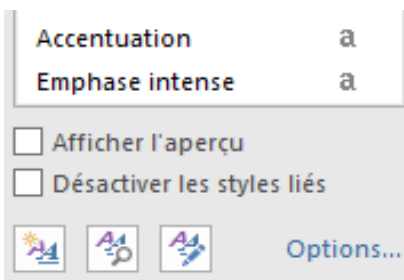 Accentuation a
Emphase intense a
Afficher l'aperçu
Désactiver les styles liés
Options...